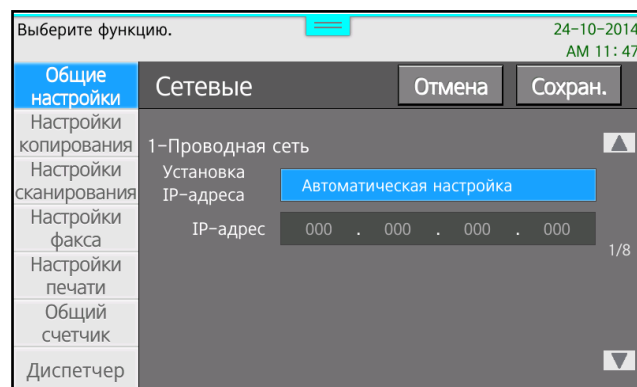 Выберите функцию.
24-10-2014
AM 11:47
Общие
настройки
Сетевые
Отмена
Сохран.
Настройки
копирования
Настройки
сканирования
Настройки
факса
Настройки
печати
Общий
счетчик
Диспетчер
1-Проводная сеть
Установка
IP-адреса
Автоматическая настройка
IP-адрес
000 . 000 . 000 . 000
1/8